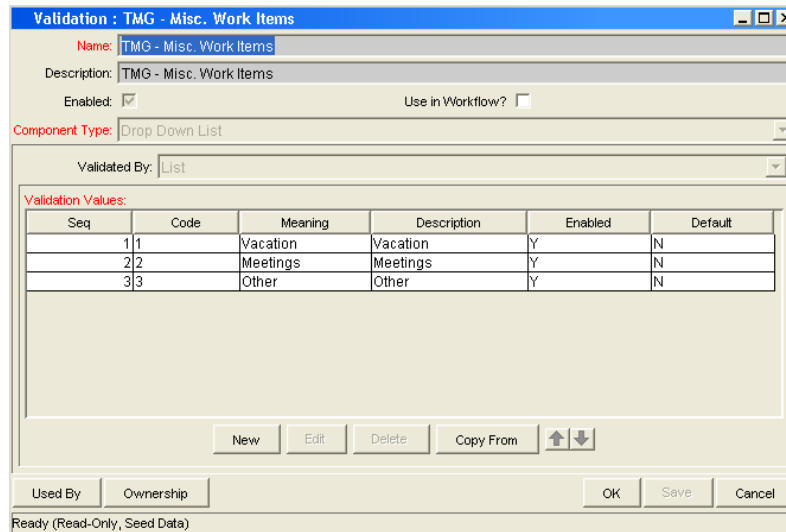 Validation : TMG - Misc. Work Items
Name: TMG - Misc. Work Items
Description: TMG - Misc. Work Items
Enabled: Use in Workflow?
Component Type: Drop Down List
Validated By: List
Validation Values:
Seq Code Meaning Description Enabled Default
1 1 Vacation Vacation Y N
2 2 Meetings Meetings Y N
3 3 Other Other Y N
New Edit Delete Copy From
Used By Ownership OK Save Cancel
Ready (Read-Only, Seed Data)